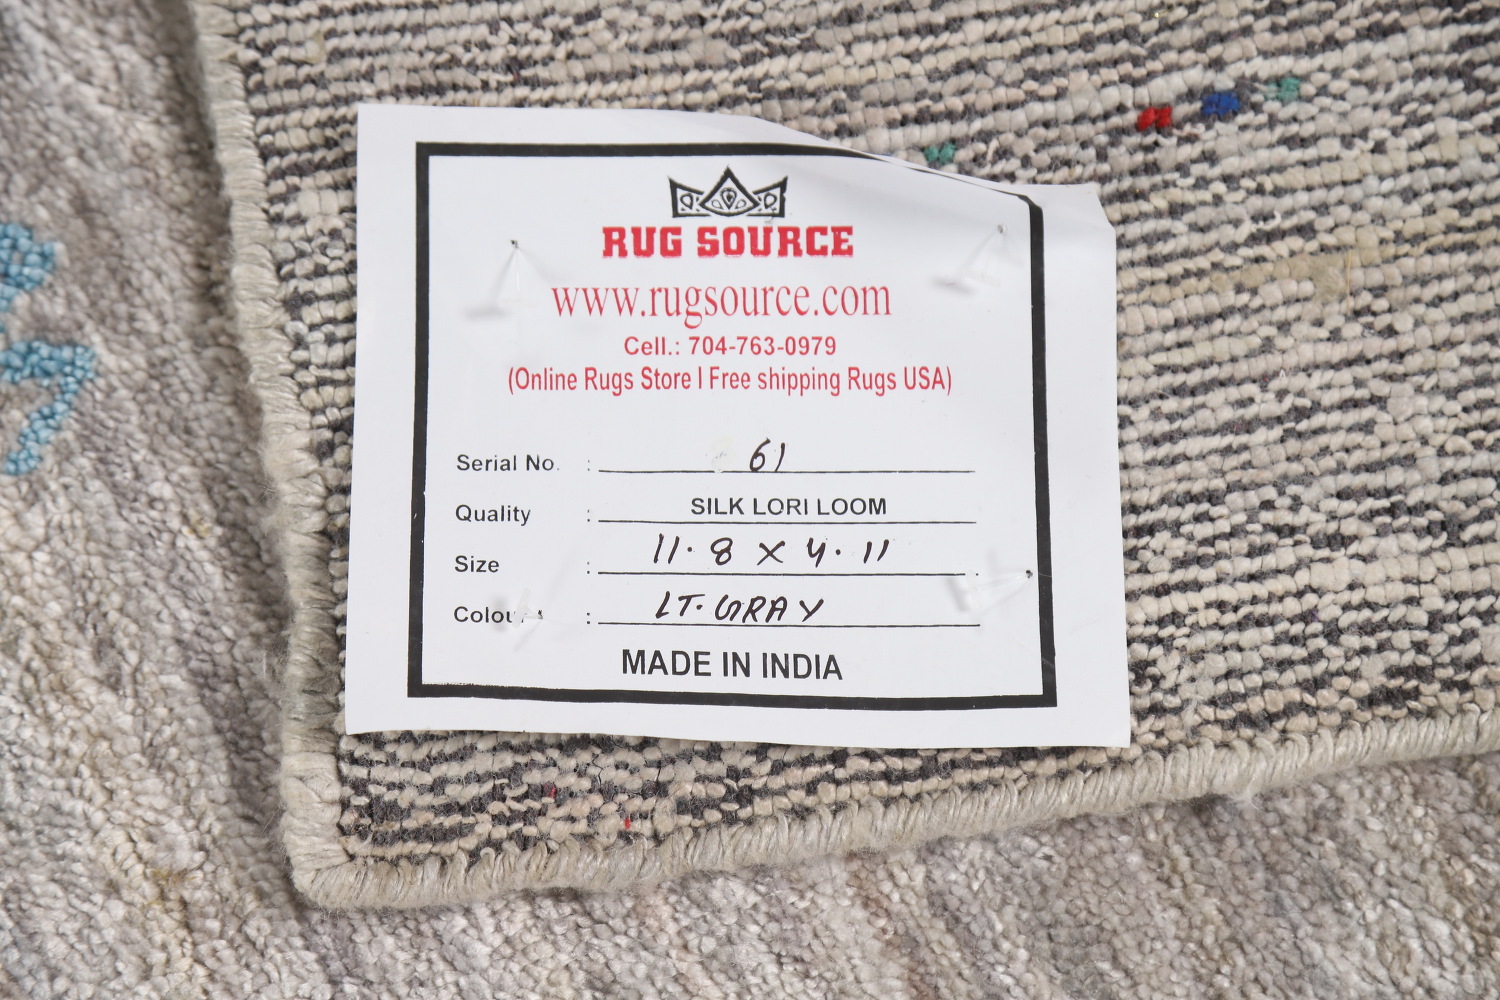 RUG SOURCE
www.rugsource.com
Cell.: 704-763-0979
(Online Rugs Store I Free shipping Rugs USA)
Serial No. : 61
Quality : SILK LORI LOOM
Size : 11.8 X 4.11
Colour : LT. GRAY
MADE IN INDIA